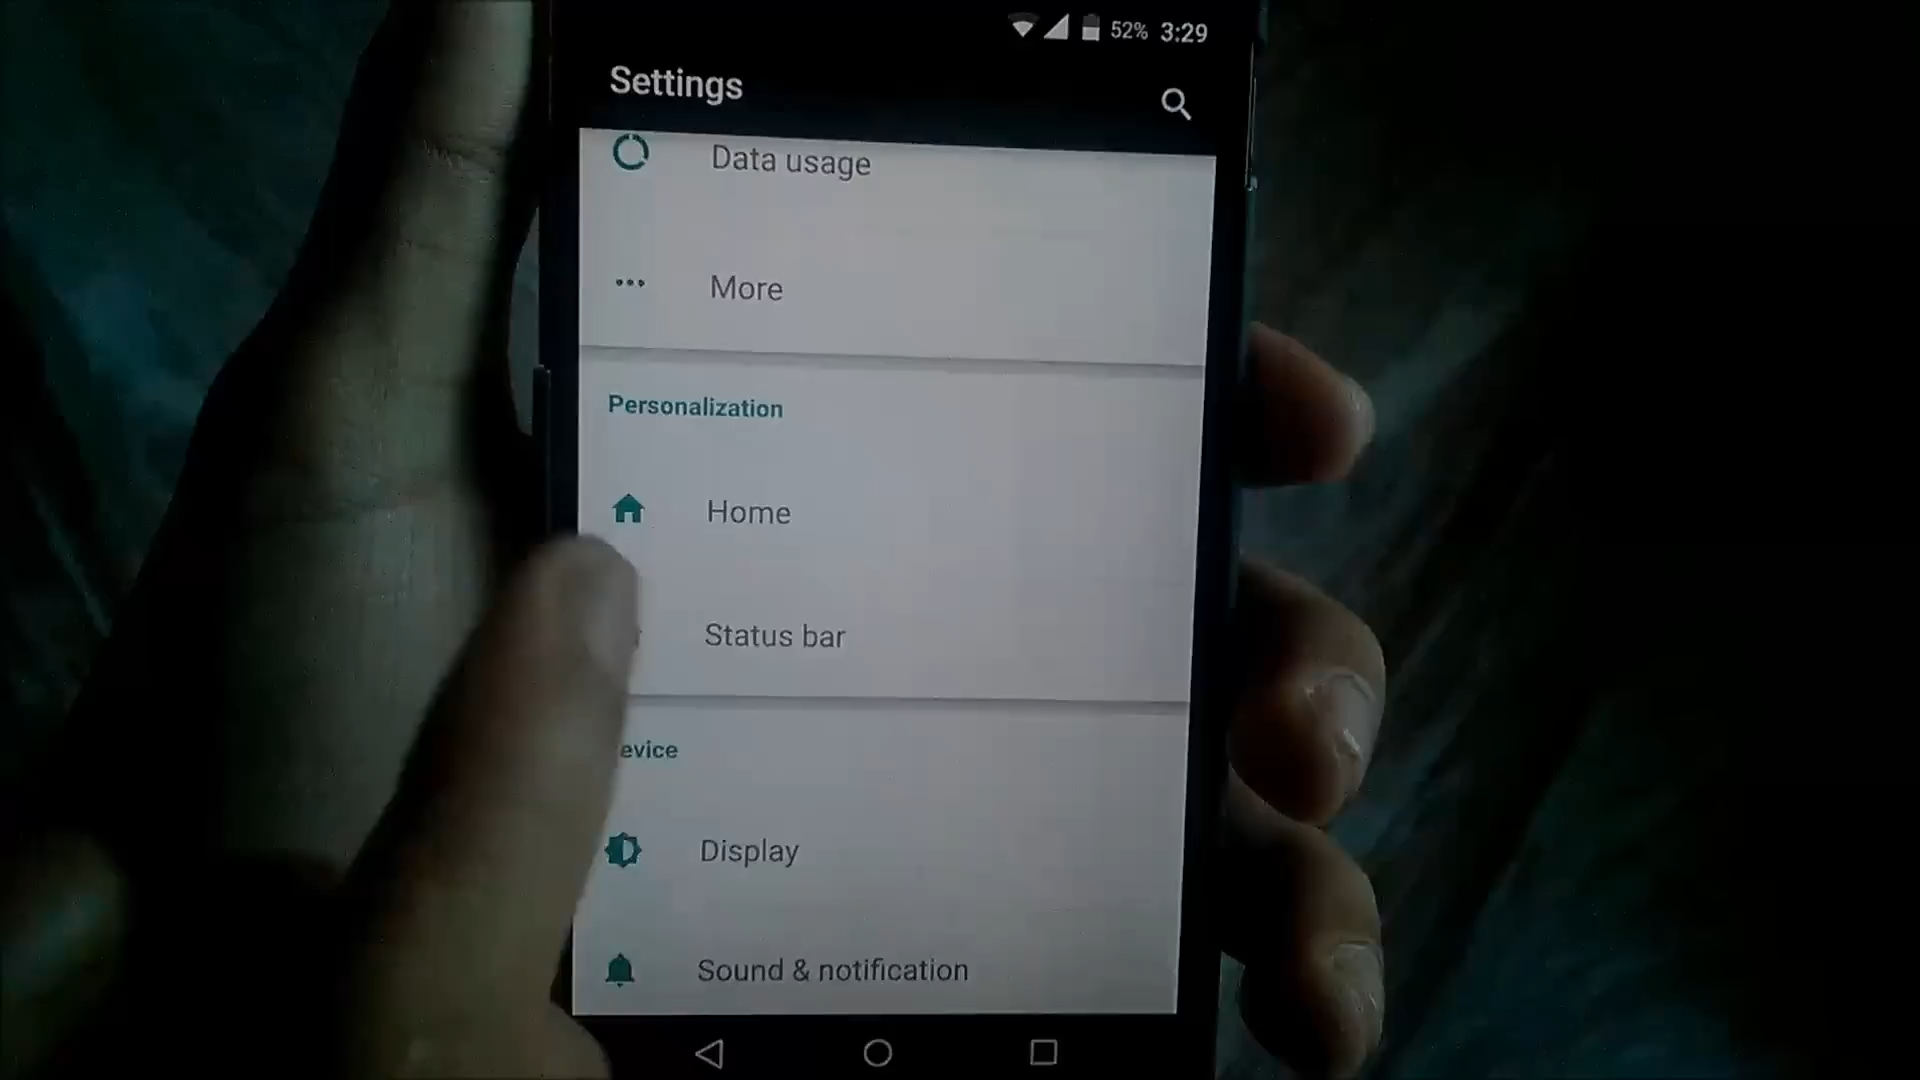 52% 3:29
Settings
Data usage
More
Personalization
Home
Status bar
evice
Display
Sound & notification